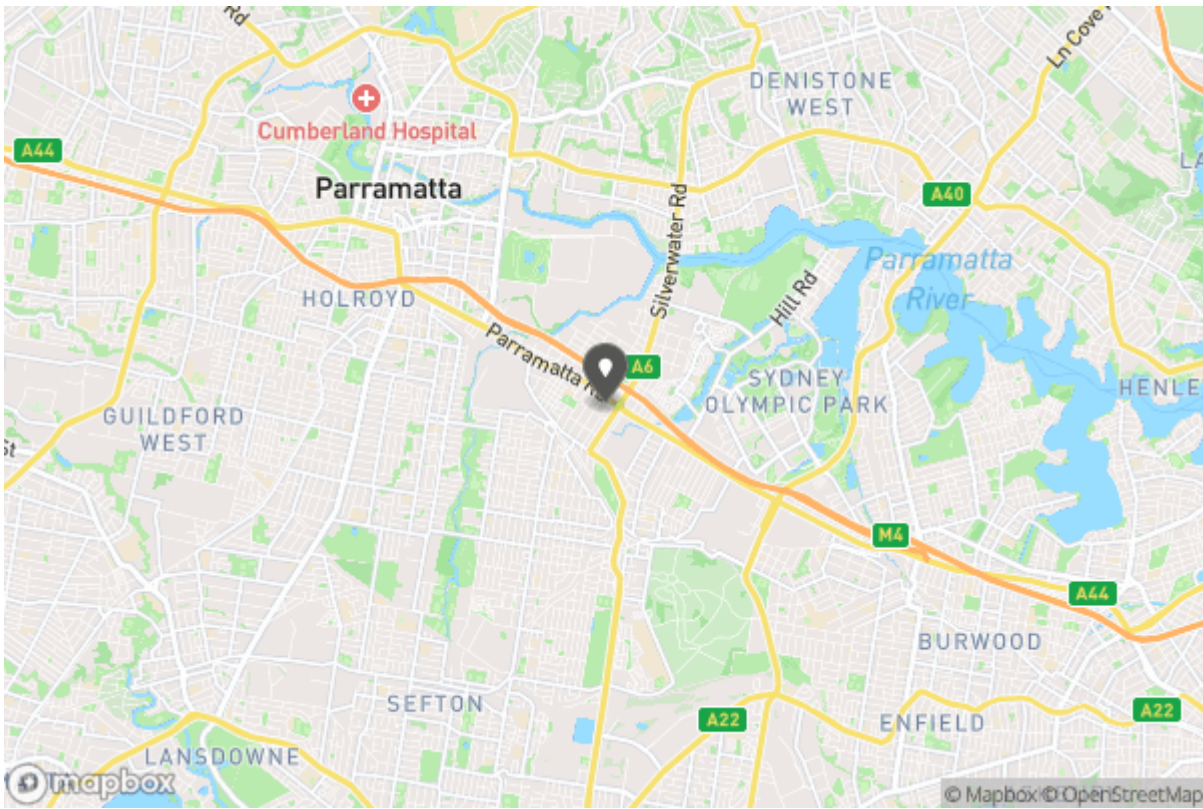 Rd
Ln Cove
DENISTONE
WEST
Cumberland Hospital
A44
Parramatta
A40
Silverwater Rd
Parramatta
River
Hill Rd
HOLROYD
Parramatta Rd
A6
SYDNEY
OLYMPIC PARK
HENLE
GUILDFORD
WEST
St
M4
A44
BURWOOD
SEFTON
A22
ENFIELD
A22
LANSDOWNE
mapbox
© Mapbox © OpenStreetMap